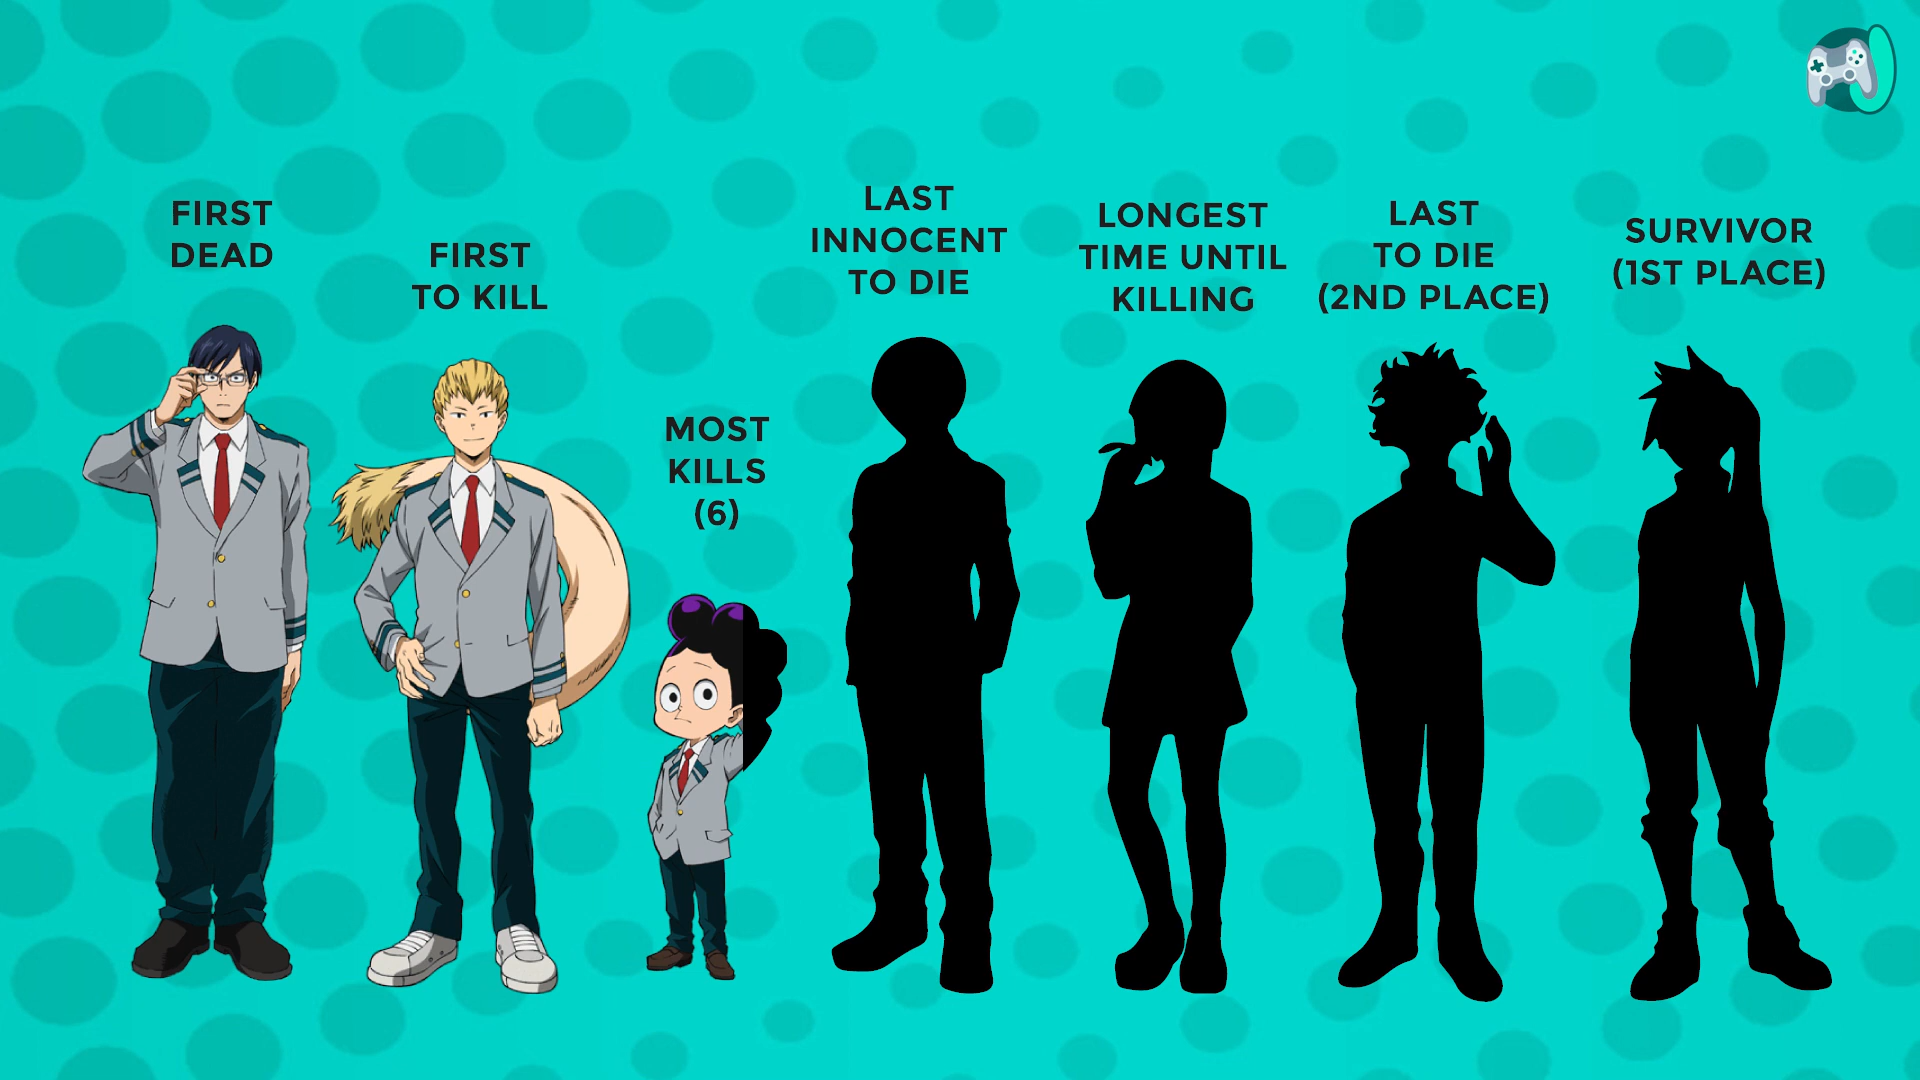 FIRST
DEAD
FIRST
TO KILL
MOST
KILLS
(6)
LAST
INNOCENT
TO DIE
LONGEST
TIME UNTIL
KILLING
LAST
TO DIE
(2ND PLACE)
SURVIVOR
(1ST PLACE)